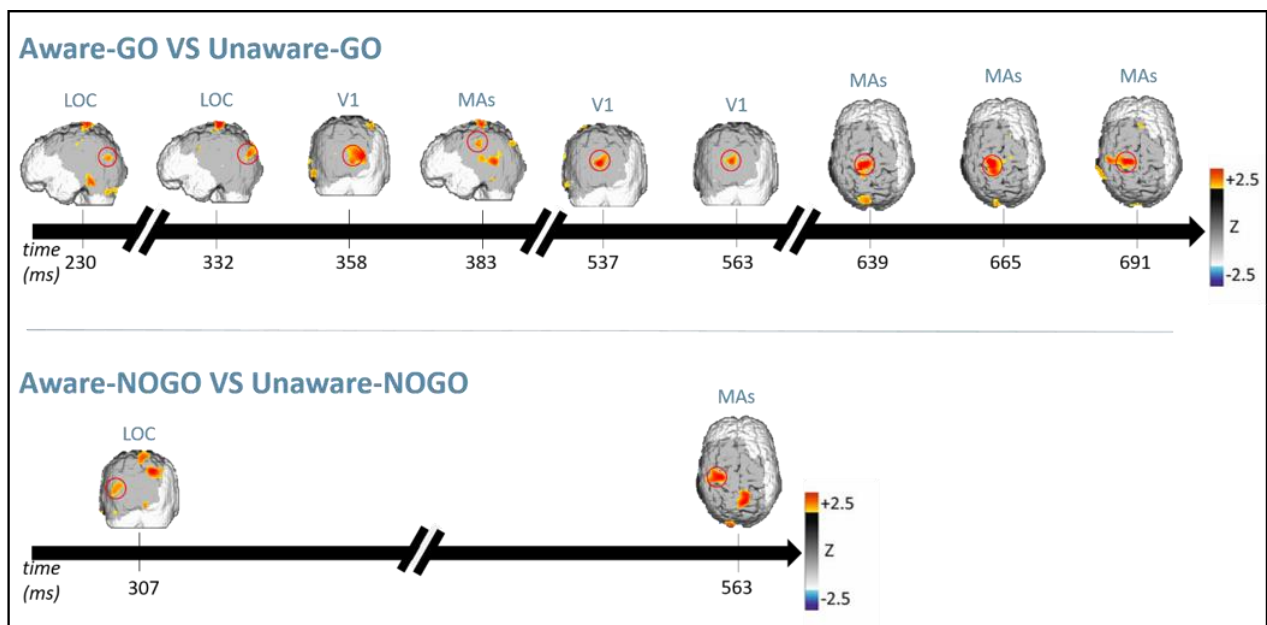 Aware-GO VS Unaware-GO
LOC LOC V1 MAs V1 V1 MAs MAs MAs
+2.5
Z
-2.5
time
(ms)
230 332 358 383 537 563 639 665 691
Aware-NOGO VS Unaware-NOGO
LOC MAs
+2.5
Z
-2.5
time
(ms)
307 563